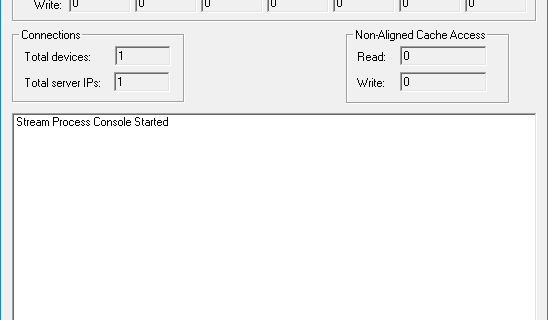 Write: 0 0 0 0 0 0 0
Connections
Non-Aligned Cache Access
Total devices: 1
Read: 0
Total server IPs: 1
Write: 0
Stream Process Console Started